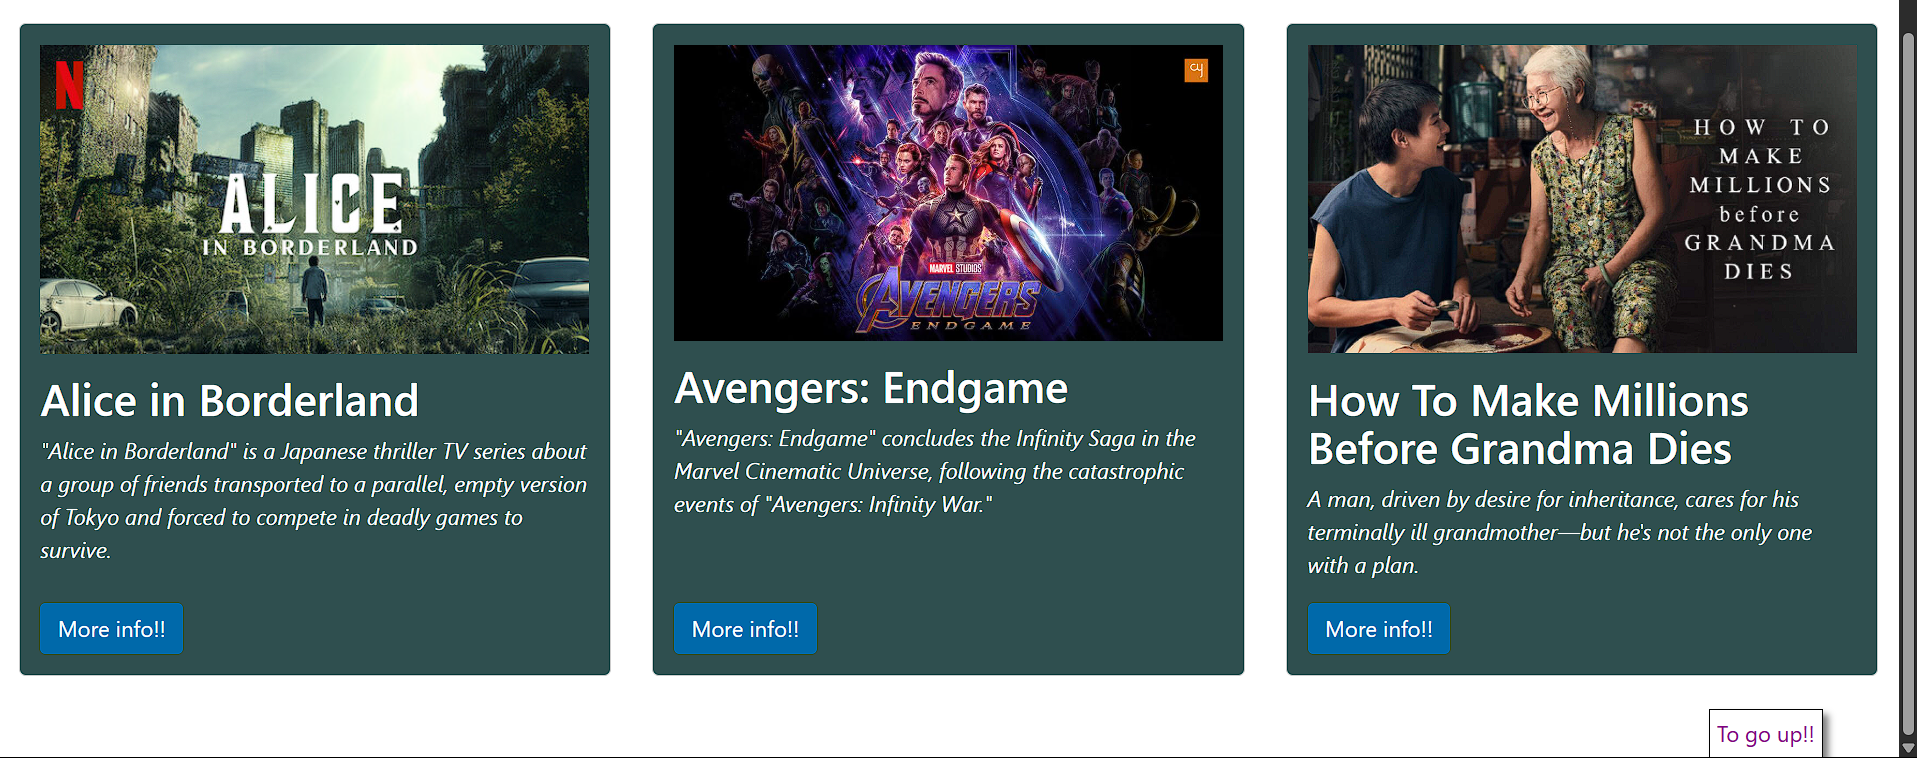 N
ALICE
IN BORDERLAND
Alice in Borderland
"Alice in Borderland" is a Japanese thriller TV series about
a group of friends transported to a parallel, empty version
of Tokyo and forced to compete in deadly games to
survive.
More info!!
cy
MARVEL STUDIOS
AVENGERS
ENDGAME
Avengers: Endgame
"Avengers: Endgame" concludes the Infinity Saga in the
Marvel Cinematic Universe, following the catastrophic
events of "Avengers: Infinity War."
More info!!
HOW TO
MAKE
MILLIONS
before
GRANDMA
DIES
How To Make Millions
Before Grandma Dies
A man, driven by desire for inheritance, cares for his
terminally ill grandmother—but he's not the only one
with a plan.
More info!!
To go up!!